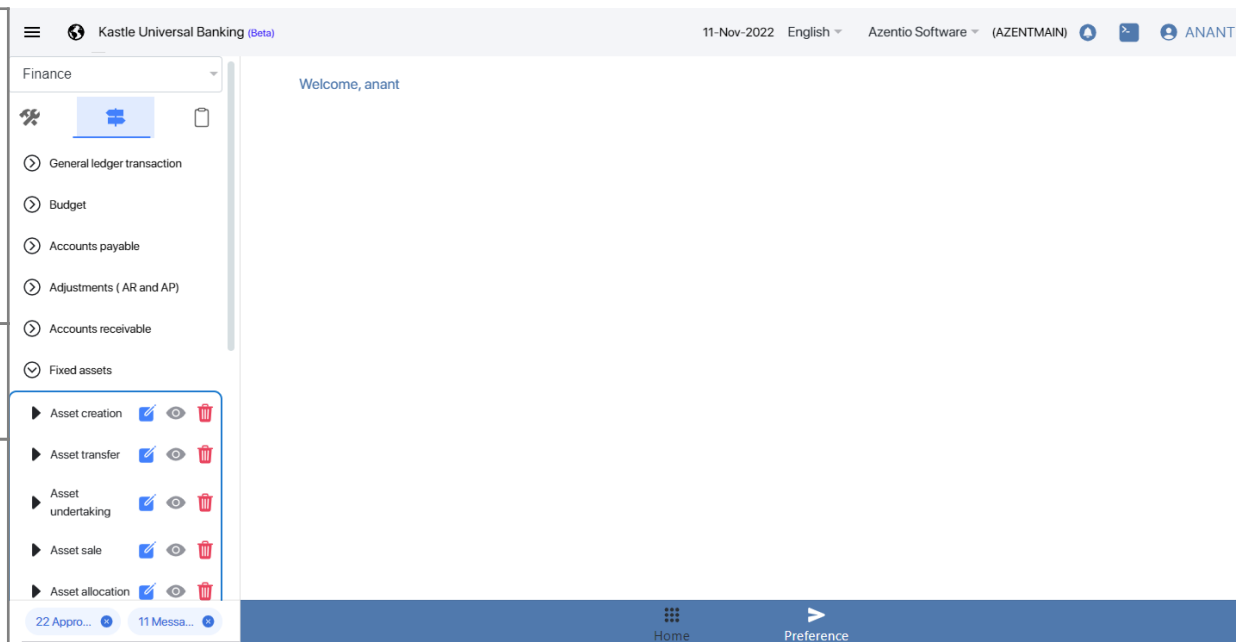 Kastle Universal Banking (Beta)
11-Nov-2022 English Azentio Software (AZENTMAIN) ANANT
Finance
Welcome, anant
General ledger transaction
Budget
Accounts payable
Adjustments ( AR and AP)
Accounts receivable
Fixed assets
Asset creation
Asset transfer
Asset
undertaking
Asset sale
Asset allocation
22 Appro... 11 Messa...
Home Preference